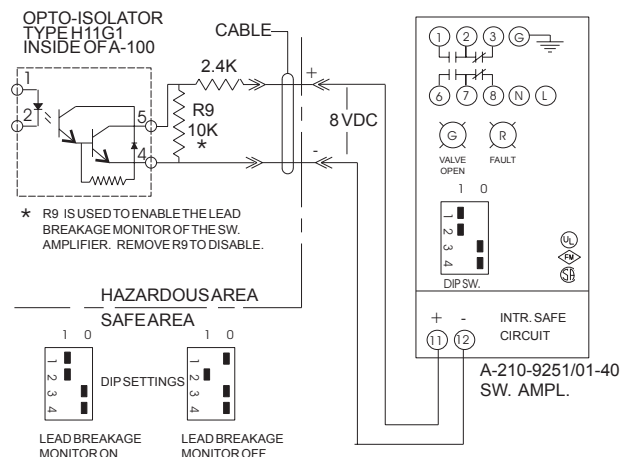 OPTO-ISOLATOR
TYPE H11G1
INSIDE OF A-100
CABLE
1
2
5
4
2.4K
R9
10K
*
+
8 VDC
-
* R9 IS USED TO ENABLE THE LEAD
BREAKAGE MONITOR OF THE SW.
AMPLIFIER. REMOVE R9 TO DISABLE.
HAZARDOUS AREA
SAFE AREA
1 0
1
2
3
4
DIP SETTINGS
1 0
1
2
3
4
LEAD BREAKAGE
MONITOR ON
LEAD BREAKAGE
MONITOR OFF
1 2 3 G
6 7 8 N L
G
R
VALVE
OPEN
FAULT
1 0
1
2
3
4
DIP SW.
UL
FM
SA
+ - INTR. SAFE
11 12 CIRCUIT
A-210-9251/01-40
SW. AMPL.